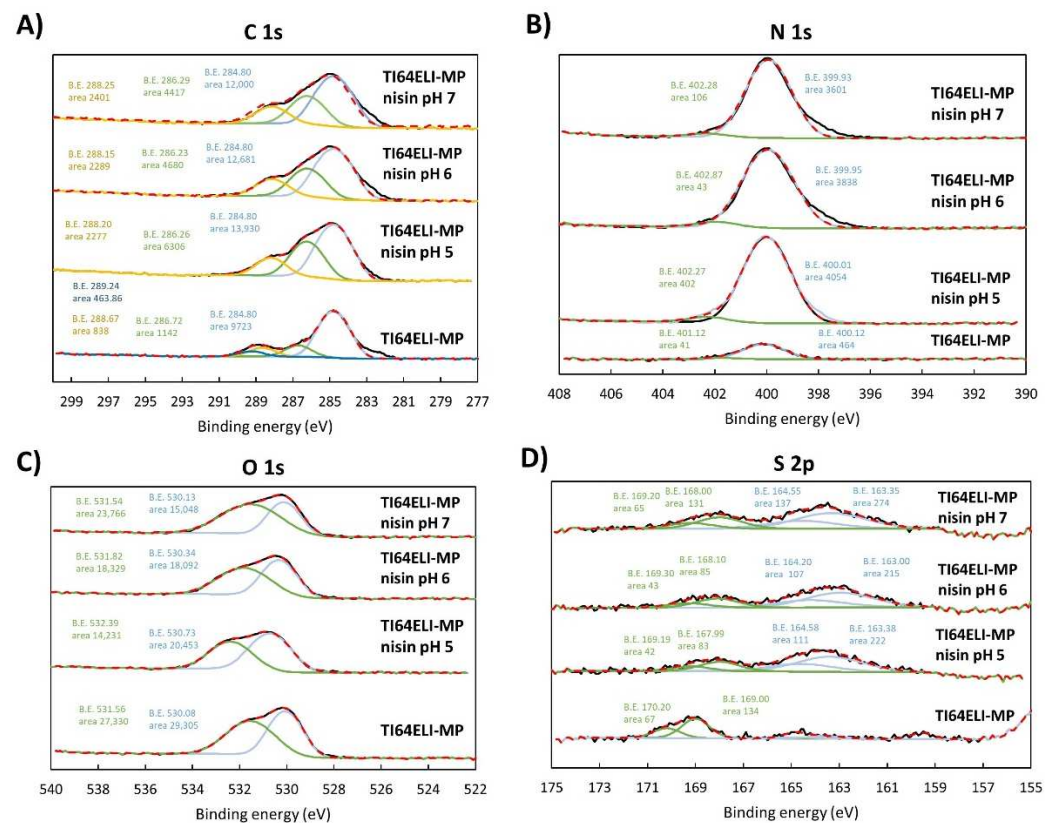 A)
C 1s
B.E. 288.25
area 2401
B.E. 286.29
area 4417
B.E. 284.80
area 12,000
TI64ELI-MP
nisin pH 7
B.E. 288.15
area 2289
B.E. 286.23
area 4680
B.E. 284.80
area 12,681
TI64ELI-MP
nisin pH 6
B.E. 288.20
area 2277
B.E. 286.26
area 6306
B.E. 284.80
area 13,930
TI64ELI-MP
nisin pH 5
B.E. 289.24
area 463.86
B.E. 288.67
area 838
B.E. 286.72
area 1142
B.E. 284.80
area 9723
TI64ELI-MP
299 297 295 293 291 289 287 285 283 281 279 277
Binding energy (eV)
B)
N 1s
B.E. 402.28
area 106
B.E. 399.93
area 3601
TI64ELI-MP
nisin pH 7
B.E. 402.87
area 43
B.E. 399.95
area 3838
TI64ELI-MP
nisin pH 6
B.E. 402.27
area 402
B.E. 400.01
area 4054
TI64ELI-MP
nisin pH 5
B.E. 401.12
area 41
B.E. 400.12
area 464
TI64ELI-MP
408 406 404 402 400 398 396 394 392 390
Binding energy (eV)
C)
O 1s
B.E. 531.54
area 23,766
B.E. 530.13
area 15,048
TI64ELI-MP
nisin pH 7
B.E. 531.82
area 18,329
B.E. 530.34
area 18,092
TI64ELI-MP
nisin pH 6
B.E. 532.39
area 14,231
B.E. 530.73
area 20,453
TI64ELI-MP
nisin pH 5
B.E. 531.56
area 27,330
B.E. 530.08
area 29,305
TI64ELI-MP
540 538 536 534 532 530 528 526 524 522
Binding energy (eV)
D)
S 2p
B.E. 169.20
area 65
B.E. 168.00
area 131
B.E. 164.55
area 137
B.E. 163.35
area 274
TI64ELI-MP
nisin pH 7
B.E. 169.30
area 43
B.E. 168.10
area 85
B.E. 164.20
area 107
B.E. 163.00
area 215
TI64ELI-MP
nisin pH 6
B.E. 169.19
area 42
B.E. 167.99
area 83
B.E. 164.58
area 111
B.E. 163.38
area 222
TI64ELI-MP
nisin pH 5
B.E. 170.20
area 67
B.E. 169.00
area 134
TI64ELI-MP
175 173 171 169 167 165 163 161 159 157 155
Binding energy (eV)